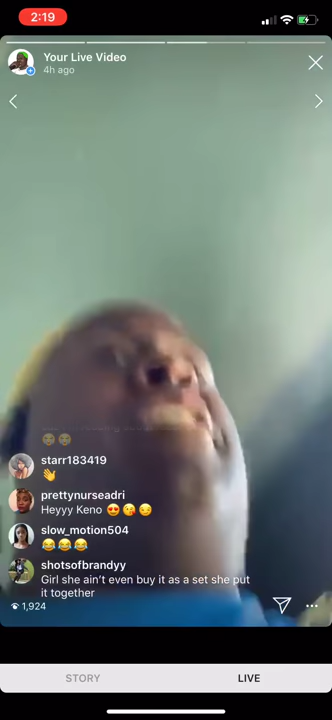 2:19
Your Live Video
4h ago
starr183419
👋
prettynurseadri
Heyyy Keno 😍😘😏
slow_motion504
😂😂😂
shotsofbrandyy
Girl she ain't even buy it as a set she put
it together
1,924
STORY LIVE